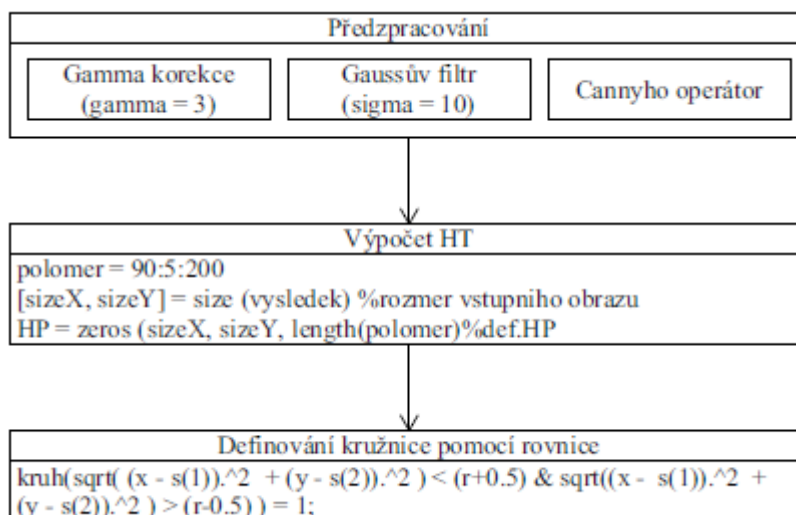 Předzpracování
Gamma korekce
(gamma = 3)
Gaussův filtr
(sigma = 10)
Cannyho operátor
Výpočet HT
polomer = 90:5:200
[sizeX, sizeY] = size (vysledek) %rozmer vstupniho obrazu
HP = zeros (sizeX, sizeY, length(polomer)%def.HP
Definování kružnice pomocí rovnice
kruh(sqrt( (x - s(1)).^2 + (y - s(2)).^2 ) < (r+0.5) & sqrt((x - s(1)).^2 +
(y - s(2)).^2 ) > (r-0.5) ) = 1;